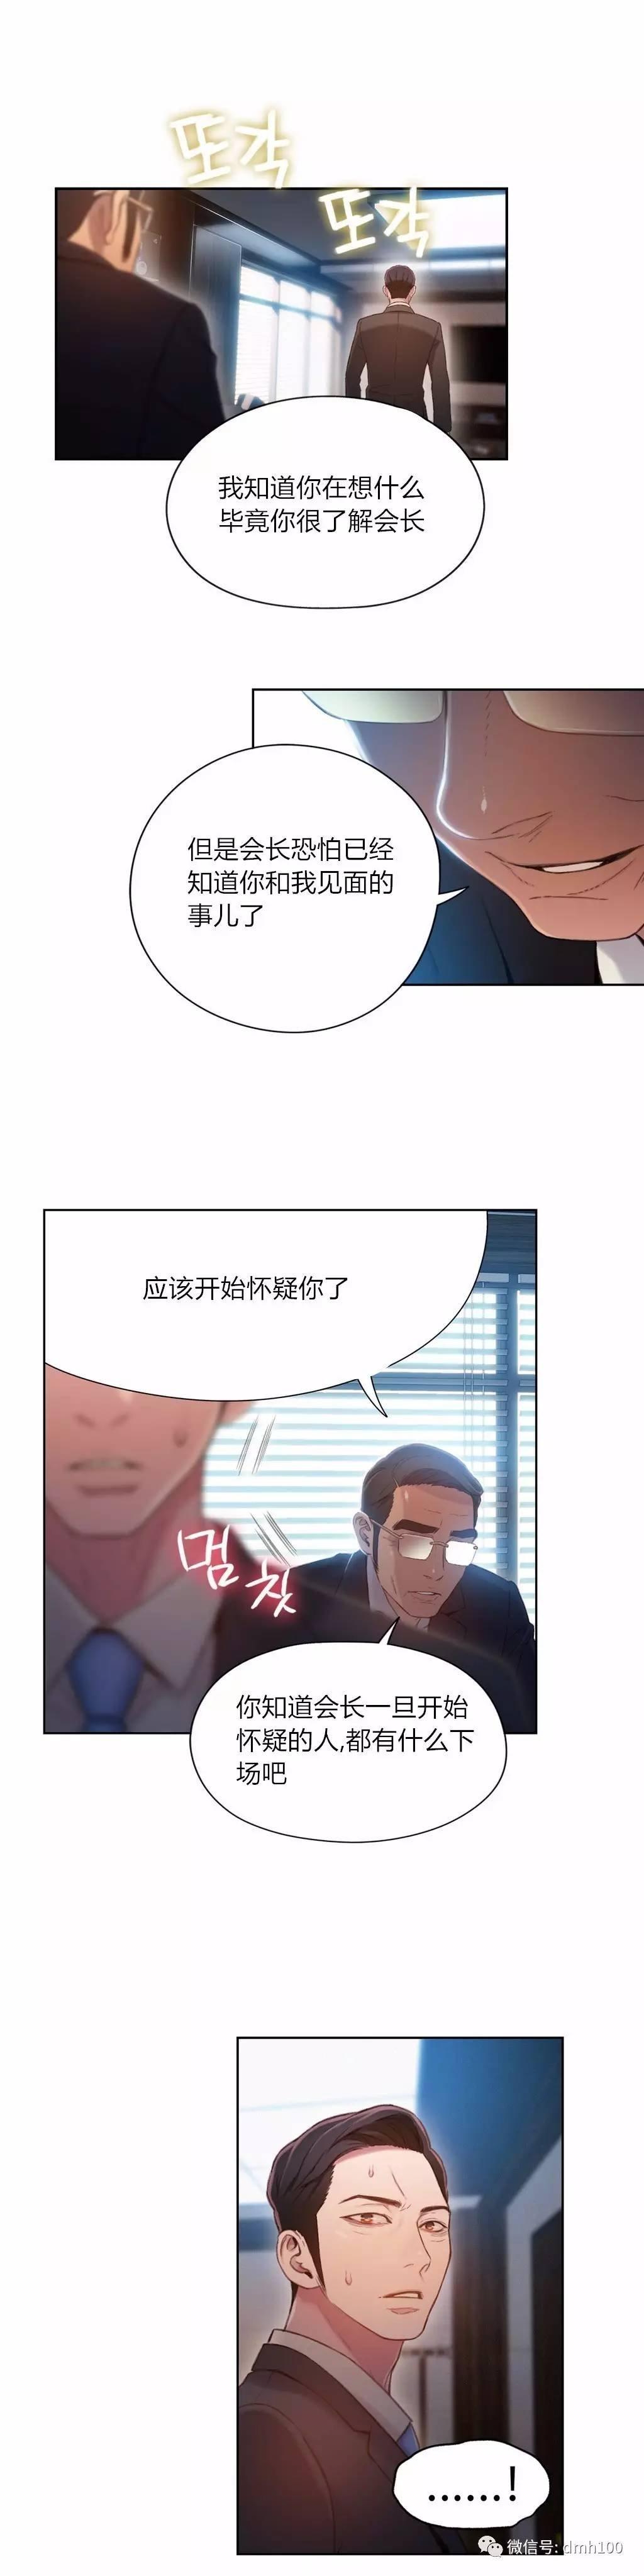 또각
또각
我知道你在想什么
毕竟你很了解会长
但是会长恐怕已经
知道你和我见面的
事儿了
应该开始怀疑你了
멈칫
你知道会长一旦开始
怀疑的人,都有什么下
场吧
......!
微信号: dmh100